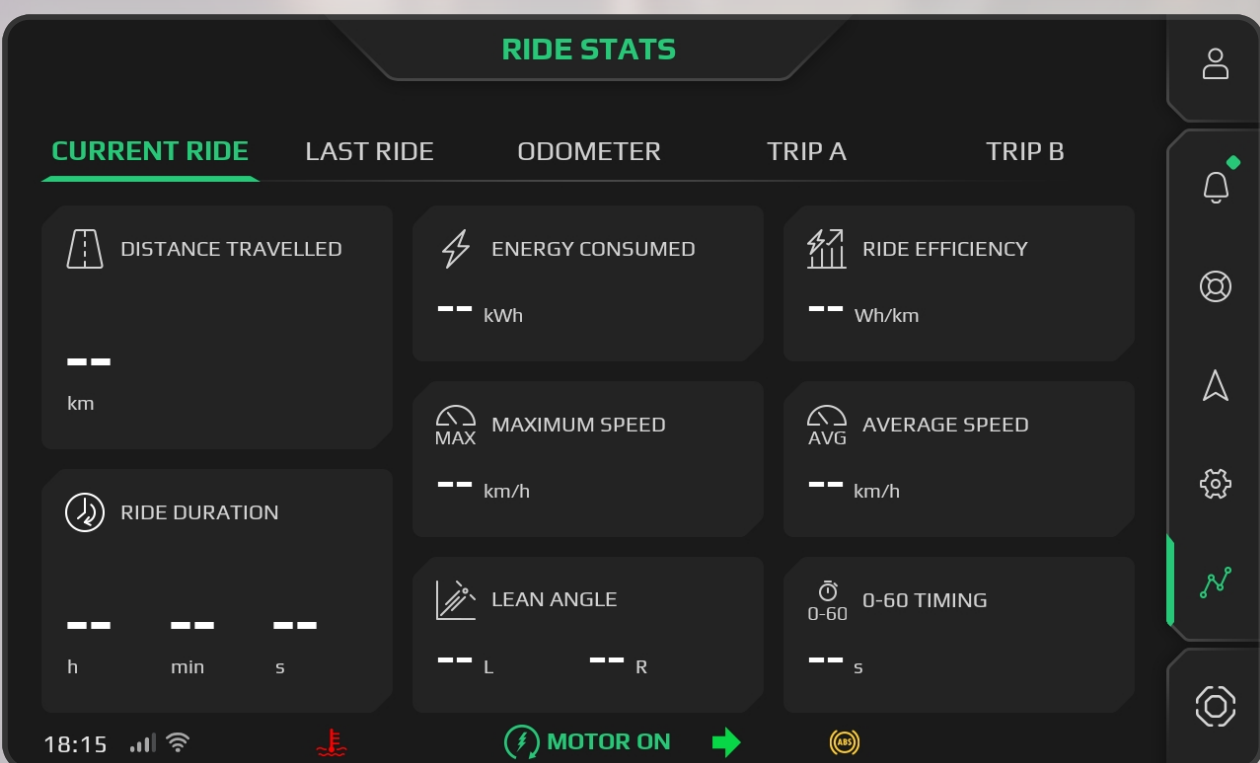 RIDE STATS
CURRENT RIDE LAST RIDE ODOMETER TRIP A TRIP B
DISTANCE TRAVELLED
--
km
ENERGY CONSUMED
-- kWh
RIDE EFFICIENCY
-- Wh/km
MAX MAXIMUM SPEED
-- km/h
AVG AVERAGE SPEED
-- km/h
RIDE DURATION
-- -- --
h min s
LEAN ANGLE
-- L -- R
0-60 0-60 TIMING
-- s
18:15 MOTOR ON ABS